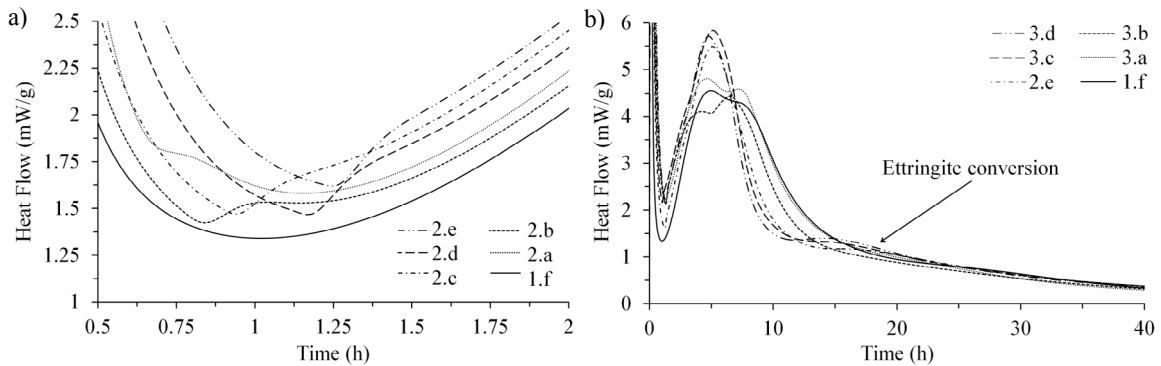 a)
2.5
2.25
2
1.75
1.5
1.25
1
Heat Flow (mW/g)
0.5
0.75
1
1.25
1.5
1.75
2
Time (h)
2.e
2.d
2.c
2.b
2.a
1.f
b)
6
5
4
3
2
1
0
Heat Flow (mW/g)
0
10
20
30
40
Time (h)
3.d
3.c
2.e
3.b
3.a
1.f
Ettringite conversion